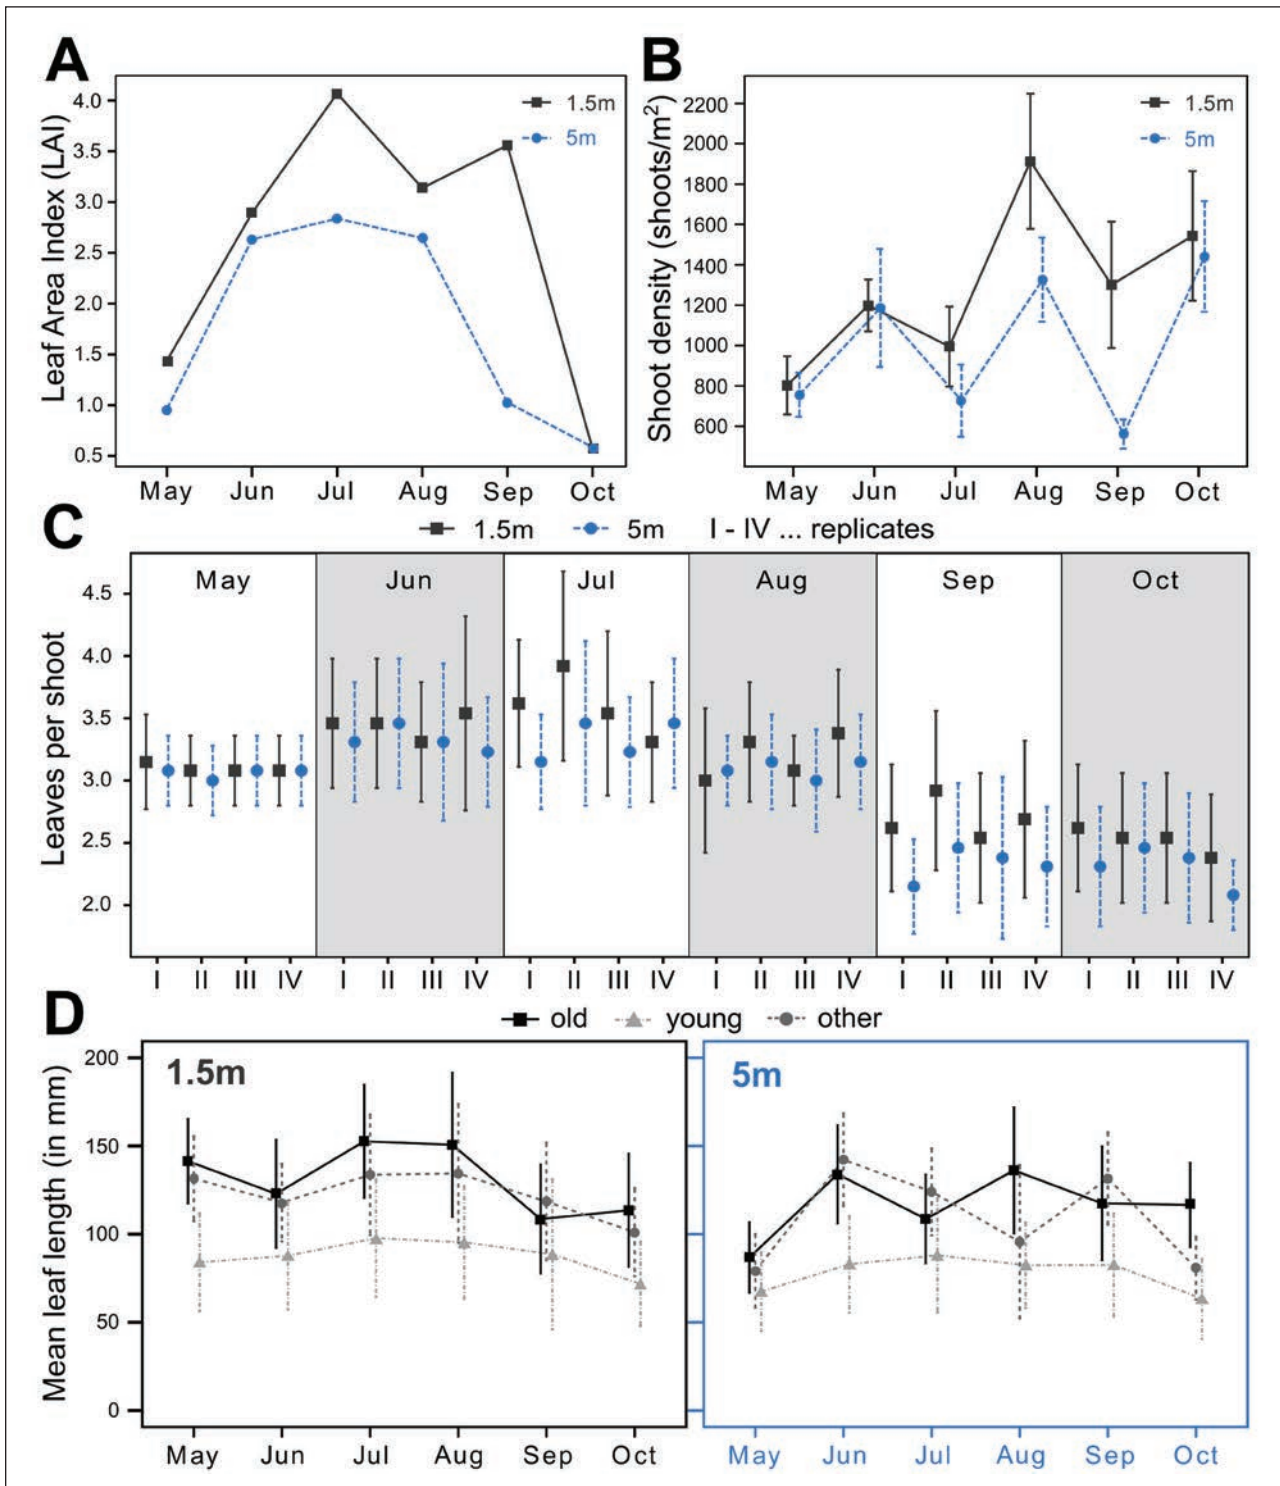 A
B
Leaf Area Index (LAI)
4.0
3.5
3.0
2.5
2.0
1.5
1.0
0.5
1.5m
5m
May Jun Jul Aug Sep Oct
Shoot density (shoots/m²)
2200
2000
1800
1600
1400
1200
1000
800
600
1.5m
5m
May Jun Jul Aug Sep Oct
C
1.5m 5m I - IV ... replicates
Leaves per shoot
4.5
4.0
3.5
3.0
2.5
2.0
May Jun Jul Aug Sep Oct
I II III IV I II III IV I II III IV I II III IV I II III IV I II III IV
D
old young other
Mean leaf length (in mm)
200
150
100
50
0
1.5m
May Jun Jul Aug Sep Oct
5m
May Jun Jul Aug Sep Oct